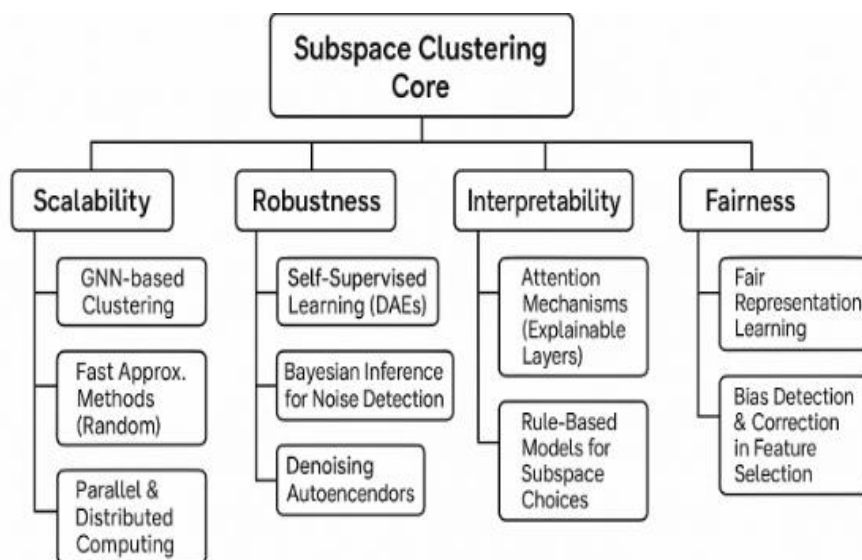 Subspace Clustering
Core
Scalability
GNN-based
Clustering
Fast Approx.
Methods
(Random)
Parallel &
Distributed
Computing
Robustness
Self-Supervised
Learning (DAEs)
Bayesian Inference
for Noise Detection
Denoising
Autoencendors
Interpretability
Attention
Mechanisms
(Explainable
Layers)
Rule-Based
Models for
Subspace
Choices
Fairness
Fair
Representation
Learning
Bias Detection
& Correction
in Feature
Selection